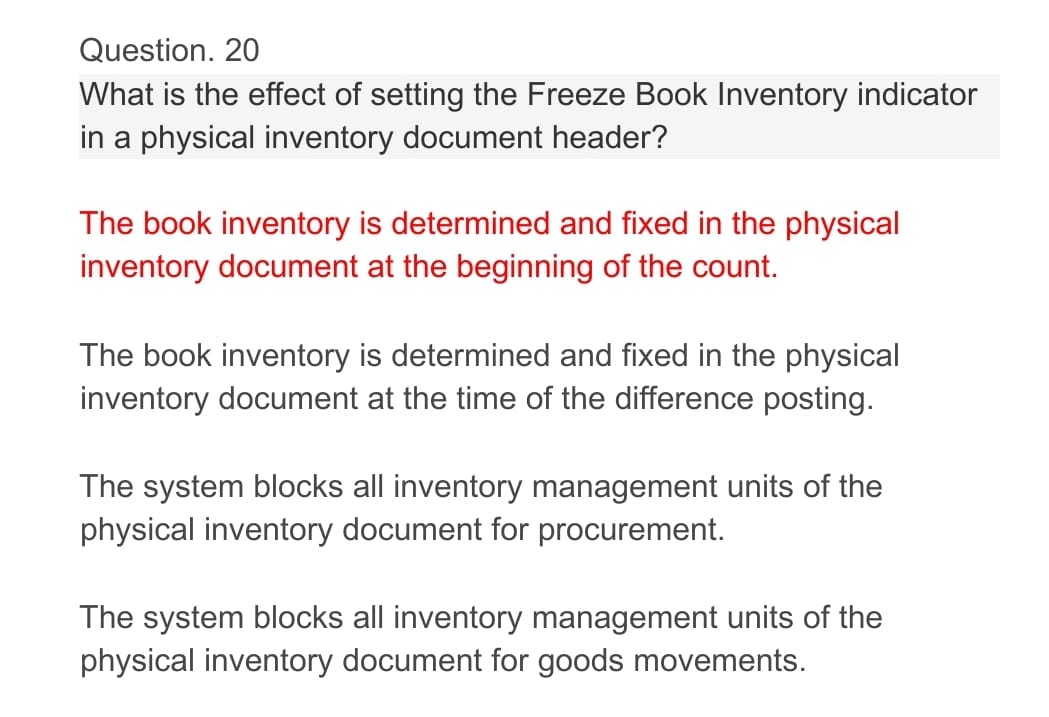 Question. 20
What is the effect of setting the Freeze Book Inventory indicator
in a physical inventory document header?
The book inventory is determined and fixed in the physical
inventory document at the beginning of the count.
The book inventory is determined and fixed in the physical
inventory document at the time of the difference posting.
The system blocks all inventory management units of the
physical inventory document for procurement.
The system blocks all inventory management units of the
physical inventory document for goods movements.